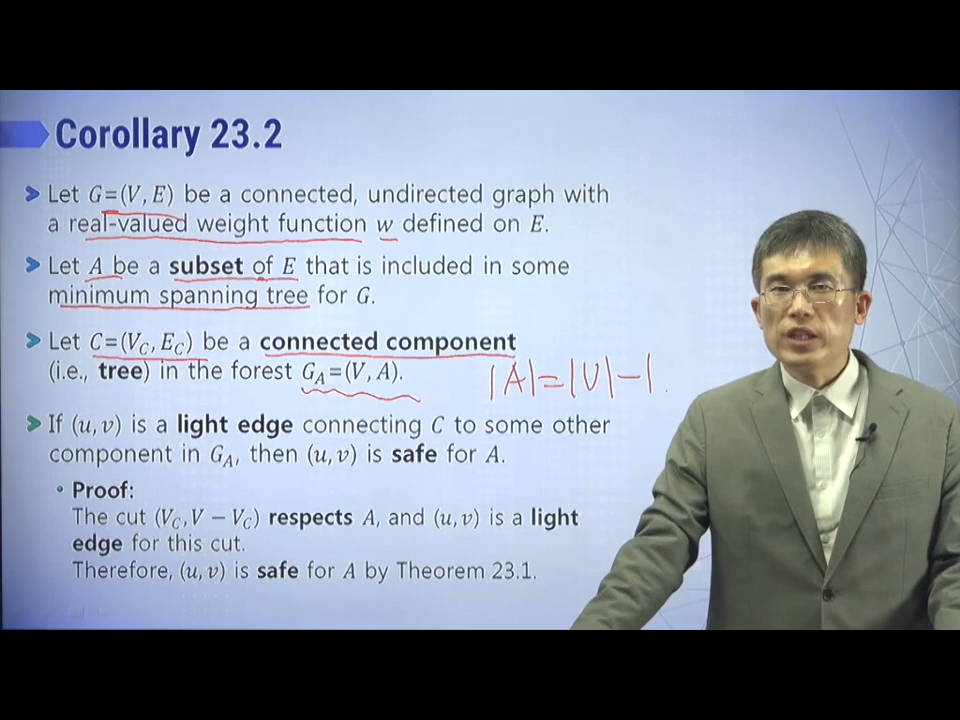 Corollary 23.2
Let G=(V, E) be a connected, undirected graph with
a real-valued weight function w defined on E.
Let A be a subset of E that is included in some
minimum spanning tree for G.
Let C=(V_C, E_C) be a connected component
(i.e., tree) in the forest G_A=(V, A).
|A|=|V|-1
If (u, v) is a light edge connecting C to some other
component in G_A, then (u, v) is safe for A.
• Proof:
The cut (V_C, V − V_C) respects A, and (u, v) is a light
edge for this cut.
Therefore, (u, v) is safe for A by Theorem 23.1.